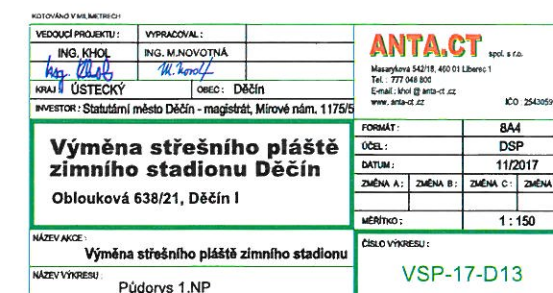 KÓTOVÁNO V MILIMETRECH
VEDOUCÍ PROJEKTU :
VYPRACOVAL :
ING. KHOL
ING. M.NOVOTNÁ
KRAJ ÚSTECKÝ
OBEC : Děčín
INVESTOR : Statutární město Děčín - magistrát, Mírové nám. 1175/5
ANTA.CT spol. s r.o.
Masarykova 542/18, 460 01 Liberec 1
Tel. : 777 048 800
E-mail.: khol @ anta-ct .cz
www. anta-ct .cz
IČO 2543059
Výměna střešního pláště
zimního stadionu Děčín
Oblouková 638/21, Děčín I
FORMÁT : 8A4
ÚČEL : DSP
DATUM : 11/2017
ZMĚNA A : ZMĚNA B : ZMĚNA C : ZMĚNA
MĚŘÍTKO : 1 : 150
NÁZEV AKCE :
Výměna střešního pláště zimního stadionu
ČÍSLO VÝKRESU :
VSP-17-D13
NÁZEV VÝKRESU
Půdorys 1.NP